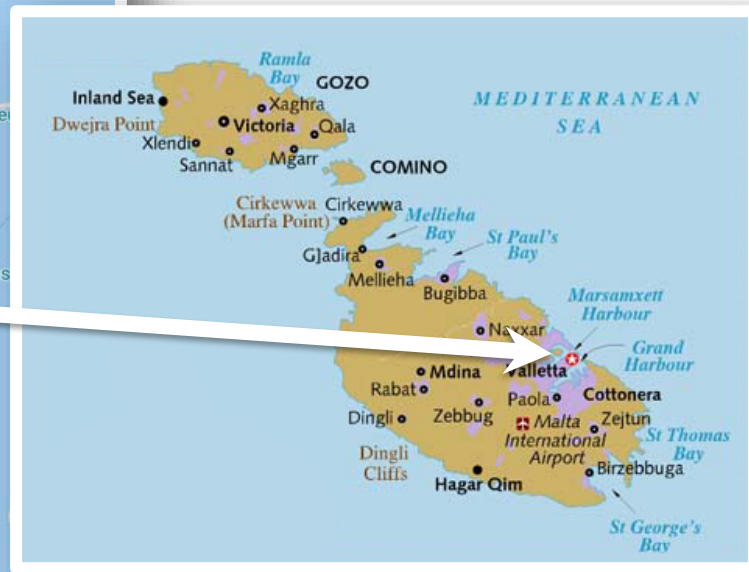 Ramla
Bay
GOZO
Inland Sea
Xaghra
MEDITERRANEAN
SEA
Dwejra Point
Victoria
Qala
Xlendi
Sannat
Mgarr
COMINO
Cirkewwa
(Marfa Point)
Cirkewwa
Mellieha
Bay
G]adira
St Paul's
Bay
Mellieha
Bugibba
Marsamxett
Harbour
Naxxar
Grand
Harbour
Valletta
Mdina
Rabat
Paola
Cottonera
Dingli
Zebbug
Malta
International
Airport
Zejtun
St Thomas
Bay
Dingli
Cliffs
Birzebbuga
Hagar Qim
St George's
Bay